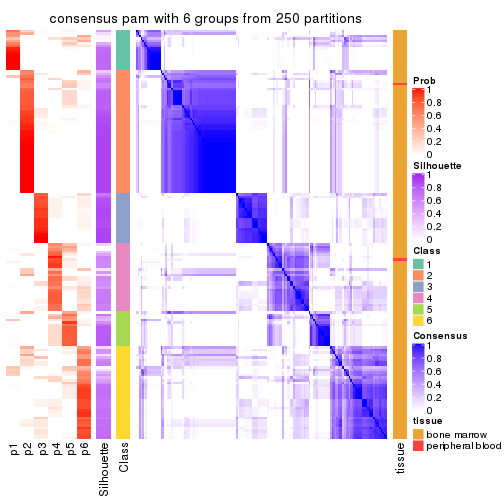 consensus pam with 6 groups from 250 partitions
p1
p2
p3
p4
p5
p6
Silhouette
Class
tissue
Prob
1
0.8
0.6
0.4
0.2
0
Silhouette
1
0.8
0.6
0.4
0.2
0
Class
1
2
3
4
5
6
Consensus
1
0.8
0.6
0.4
0.2
0
tissue
bone marrow
peripheral blood